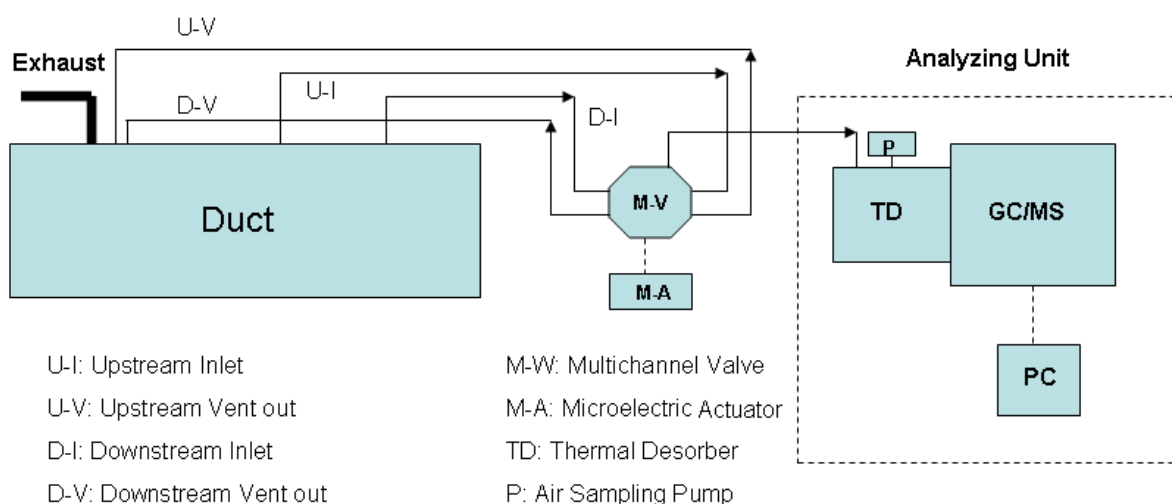 U-V
Exhaust
Analyzing Unit
U-I
D-V
D-I
P
Duct
M-V
TD
GC/MS
M-A
PC
U-I: Upstream Inlet
U-V: Upstream Vent out
D-I: Downstream Inlet
D-V: Downstream Vent out
M-W: Multichannel Valve
M-A: Microelectric Actuator
TD: Thermal Desorber
P: Air Sampling Pump